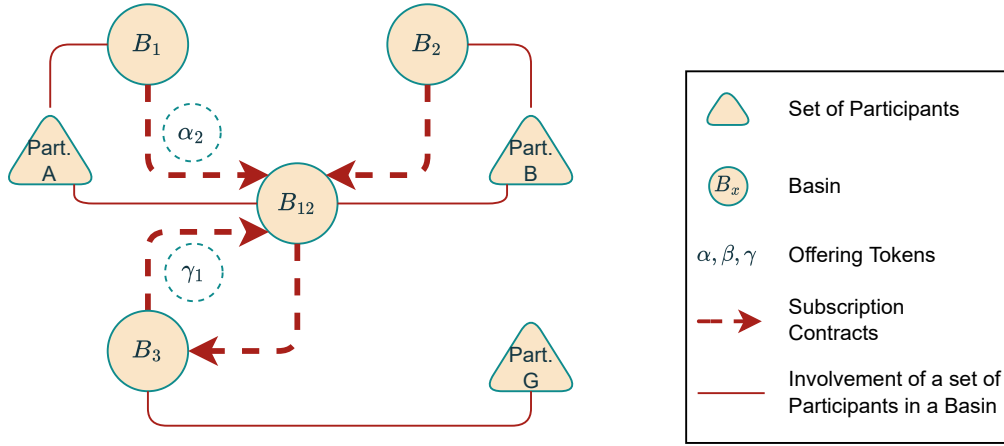 B₁
B₂
α₂
Part.
A
Part.
B
B₁₂
γ₁
B₃
Part.
G
Set of Participants
Bₓ
Basin
α, β, γ
Offering Tokens
Subscription
Contracts
Involvement of a set of
Participants in a Basin